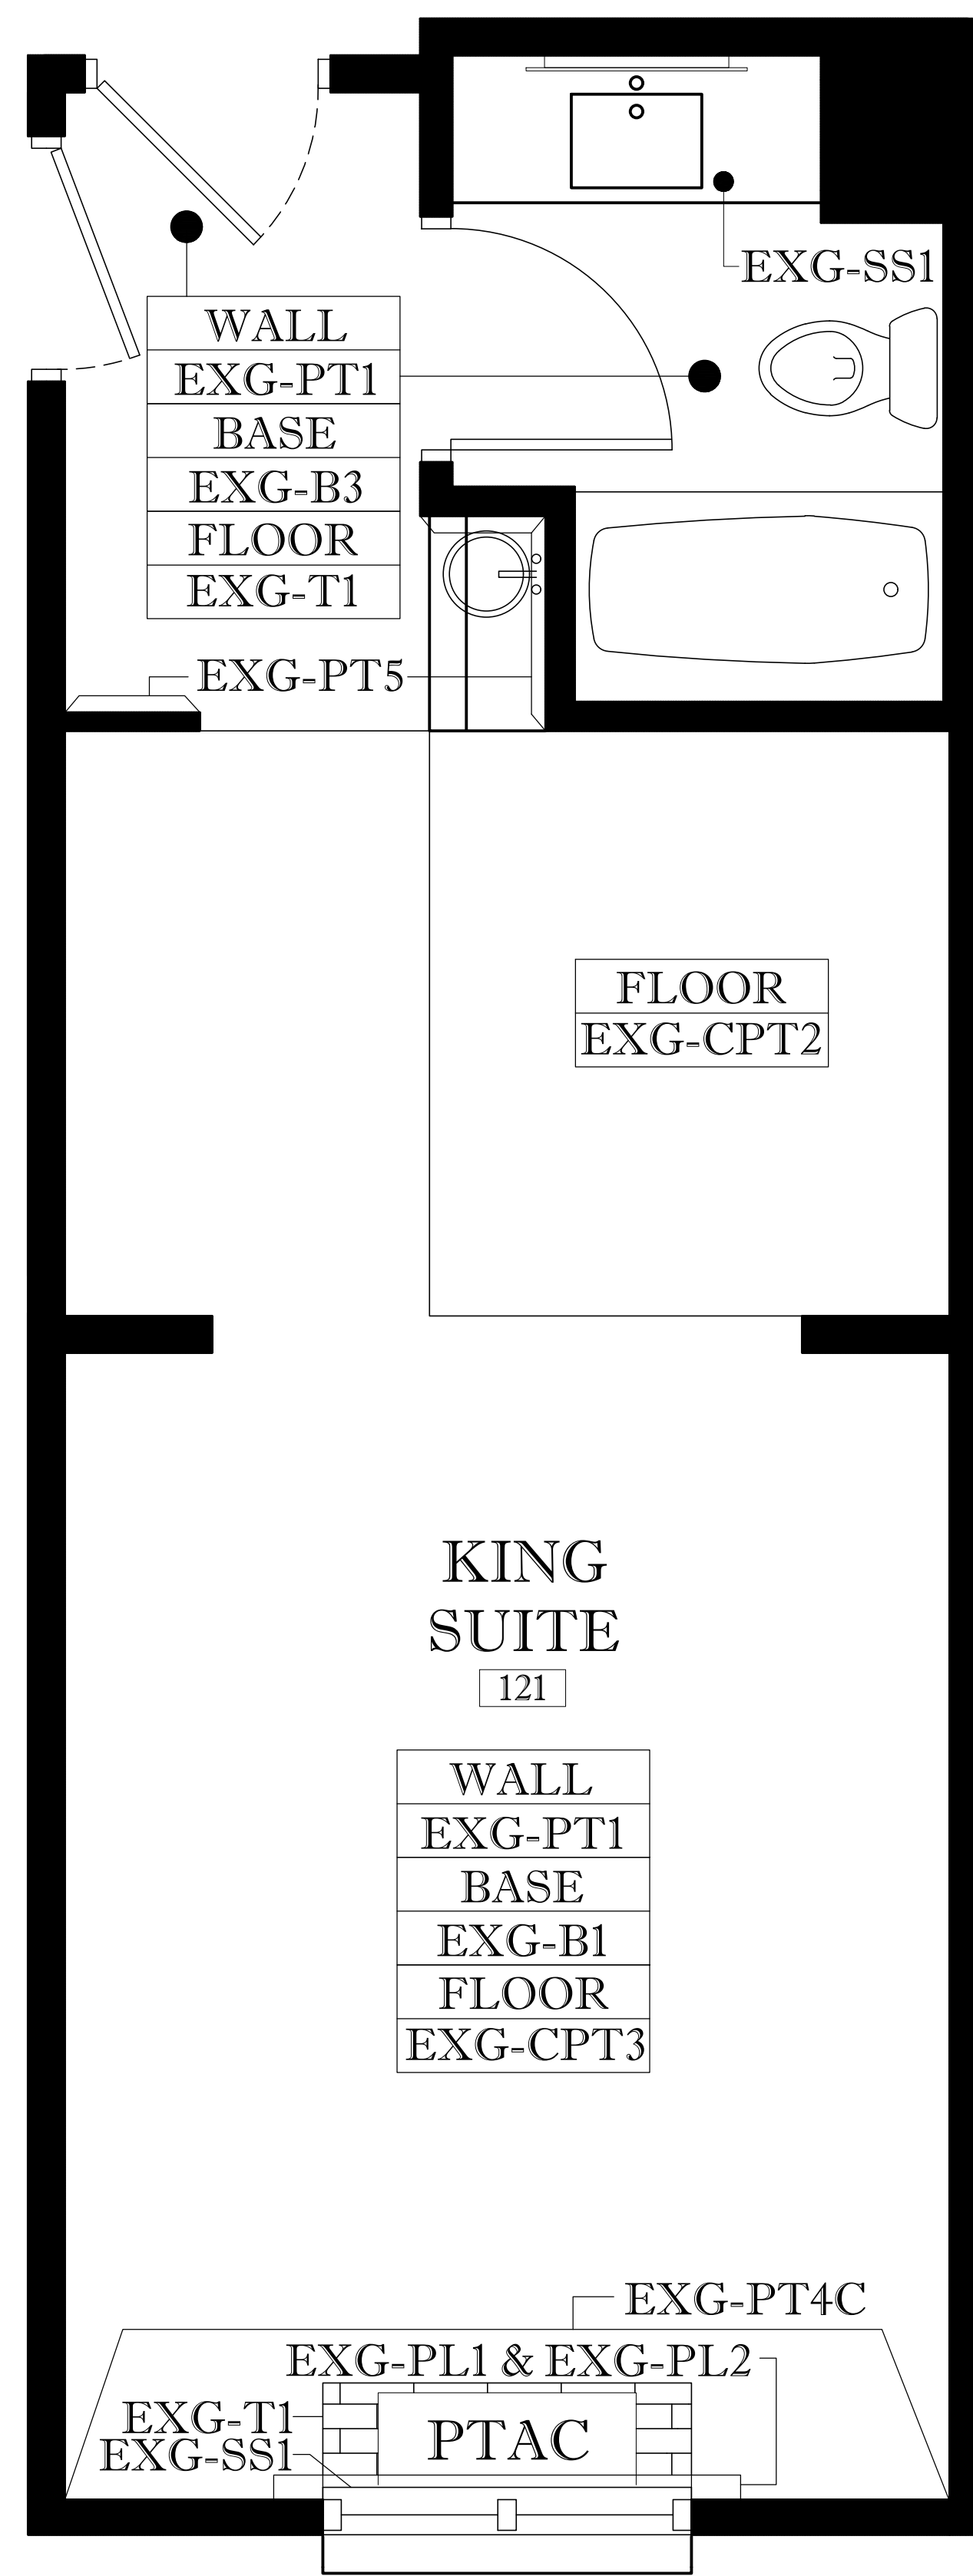 EXG-SS1
WALL
EXG-PT1
BASE
EXG-B3
FLOOR
EXG-T1
EXG-PT5
FLOOR
EXG-CPT2
KING
SUITE
121
WALL
EXG-PT1
BASE
EXG-B1
FLOOR
EXG-CPT3
EXG-PT4C
EXG-PL1 & EXG-PL2
EXG-T1
PTAC
EXG-SS1